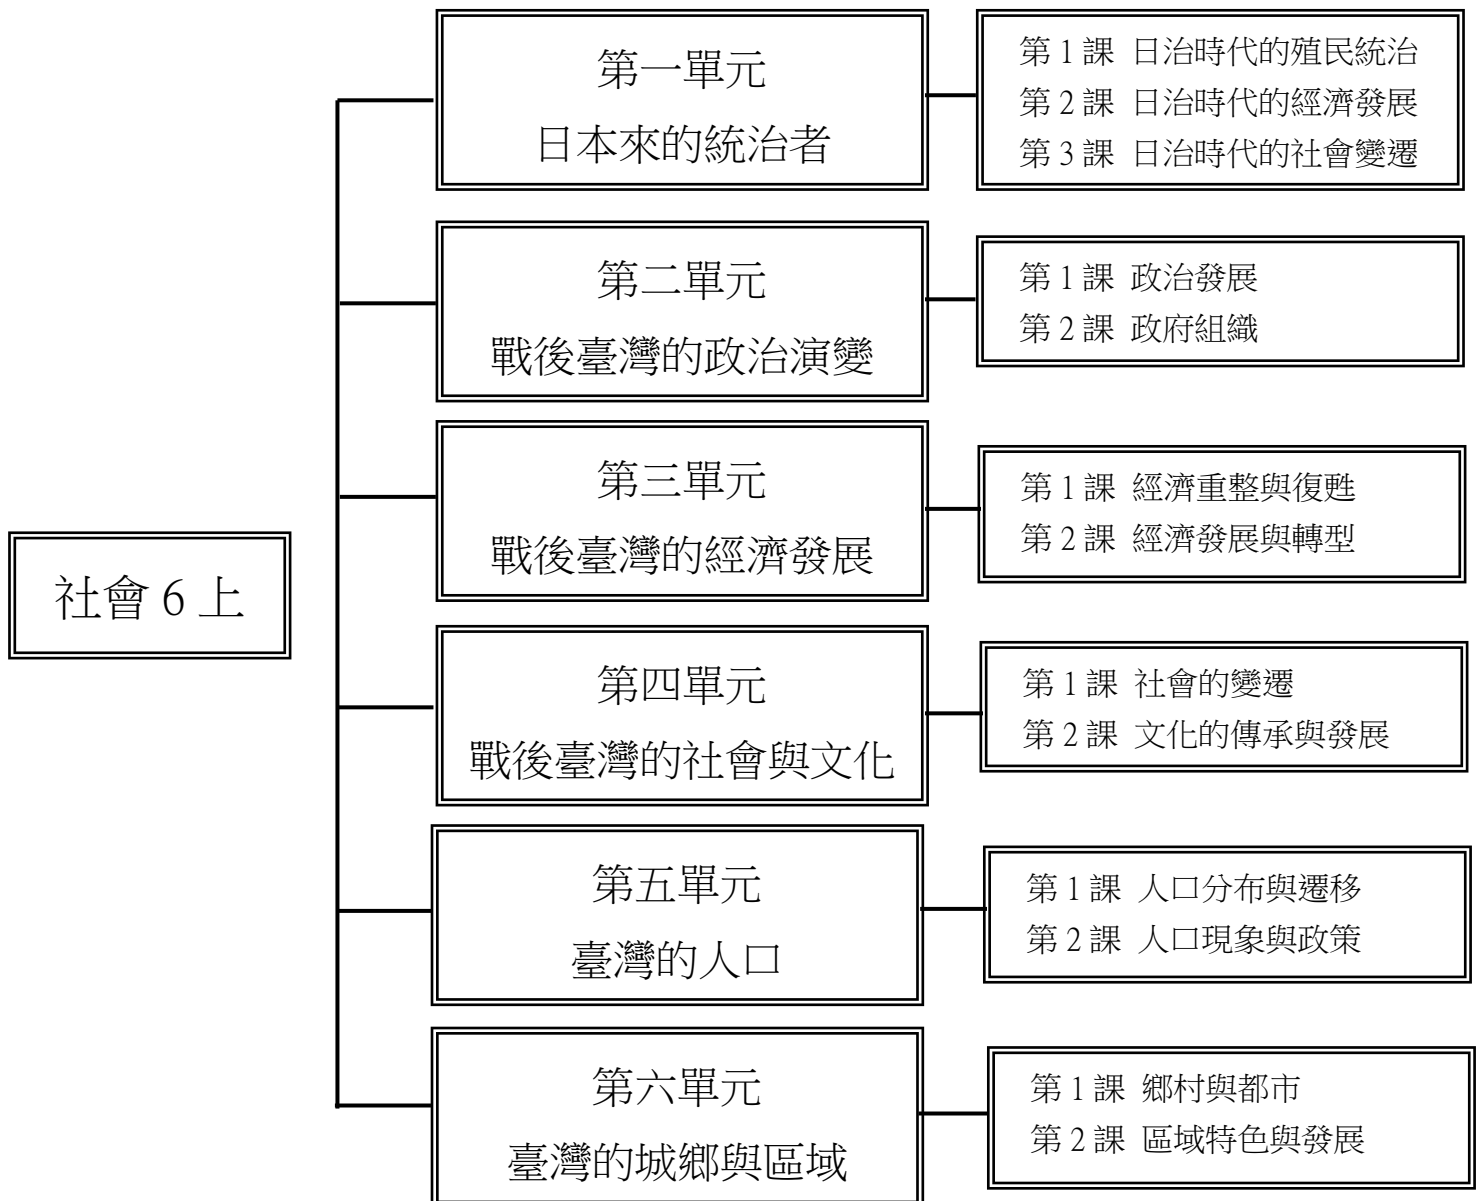 社會 6 上
第一單元
日本來的統治者
第 1 課 日治時代的殖民統治
第 2 課 日治時代的經濟發展
第 3 課 日治時代的社會變遷
第二單元
戰後臺灣的政治演變
第 1 課 政治發展
第 2 課 政府組織
第三單元
戰後臺灣的經濟發展
第 1 課 經濟重整與復甦
第 2 課 經濟發展與轉型
第四單元
戰後臺灣的社會與文化
第 1 課 社會的變遷
第 2 課 文化的傳承與發展
第五單元
臺灣的人口
第 1 課 人口分布與遷移
第 2 課 人口現象與政策
第六單元
臺灣的城鄉與區域
第 1 課 鄉村與都市
第 2 課 區域特色與發展